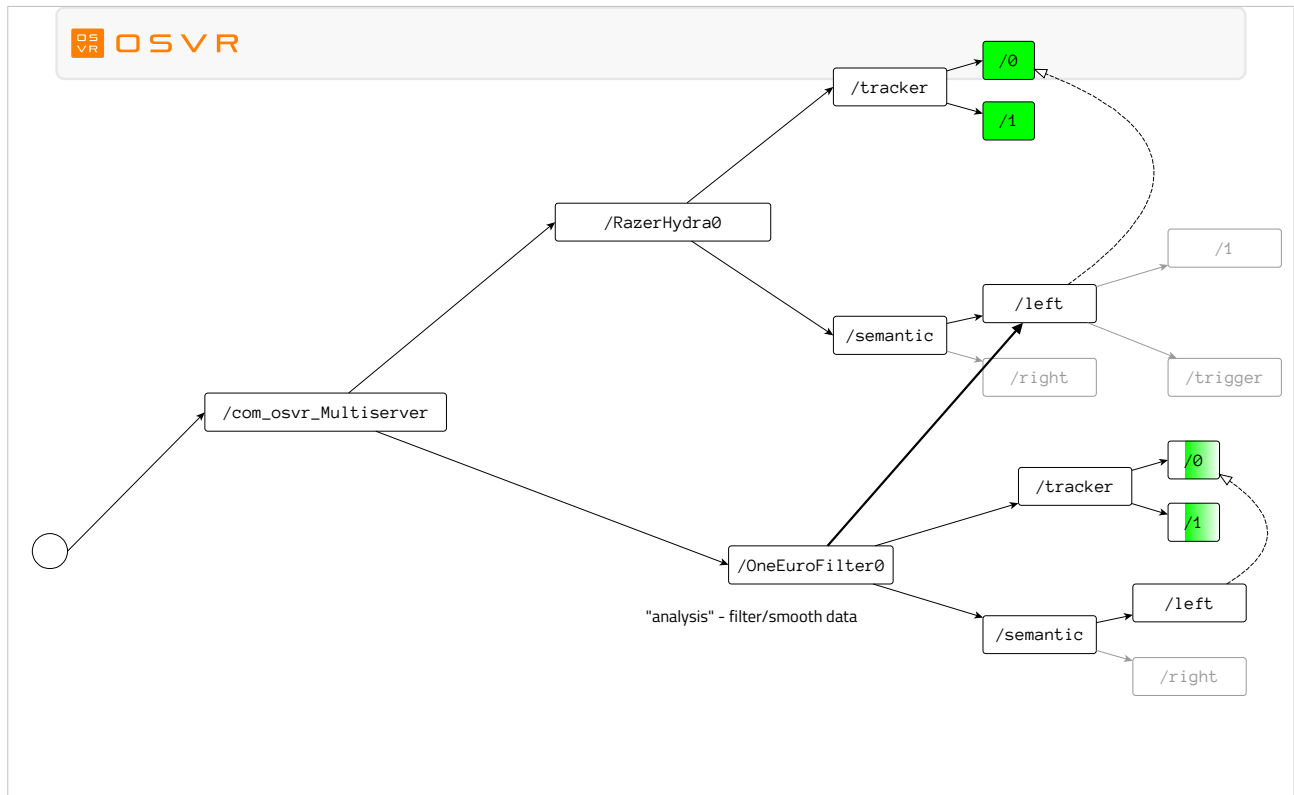 OS
VR
OSVR
/0
/tracker
/1
/RazerHydra0
/1
/left
/semantic
/right
/trigger
/com_osvr_Multiserver
/0
/tracker
/1
/OneEuroFilter0
"analysis" - filter/smooth data
/left
/semantic
/right